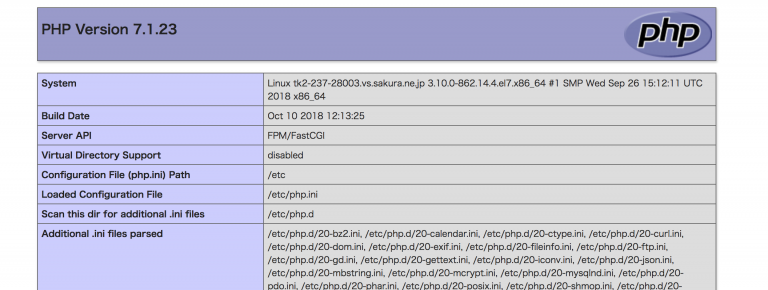 PHP Version 7.1.23
php
System
Linux tk2-237-28003.vs.sakura.ne.jp 3.10.0-862.14.4.el7.x86_64 #1 SMP Wed Sep 26 15:12:11 UTC
2018 x86_64
Build Date
Oct 10 2018 12:13:25
Server API
FPM/FastCGI
Virtual Directory Support
disabled
Configuration File (php.ini) Path
/etc
Loaded Configuration File
/etc/php.ini
Scan this dir for additional .ini files
/etc/php.d
Additional .ini files parsed
/etc/php.d/20-bz2.ini, /etc/php.d/20-calendar.ini, /etc/php.d/20-ctype.ini, /etc/php.d/20-curl.ini,
/etc/php.d/20-dom.ini, /etc/php.d/20-exif.ini, /etc/php.d/20-fileinfo.ini, /etc/php.d/20-ftp.ini,
/etc/php.d/20-gd.ini, /etc/php.d/20-gettext.ini, /etc/php.d/20-iconv.ini, /etc/php.d/20-json.ini,
/etc/php.d/20-mbstring.ini, /etc/php.d/20-mcrypt.ini, /etc/php.d/20-mysqlnd.ini, /etc/php.d/20-
pdo.ini, /etc/php.d/20-phar.ini, /etc/php.d/20-posix.ini, /etc/php.d/20-shmop.ini, /etc/php.d/20-